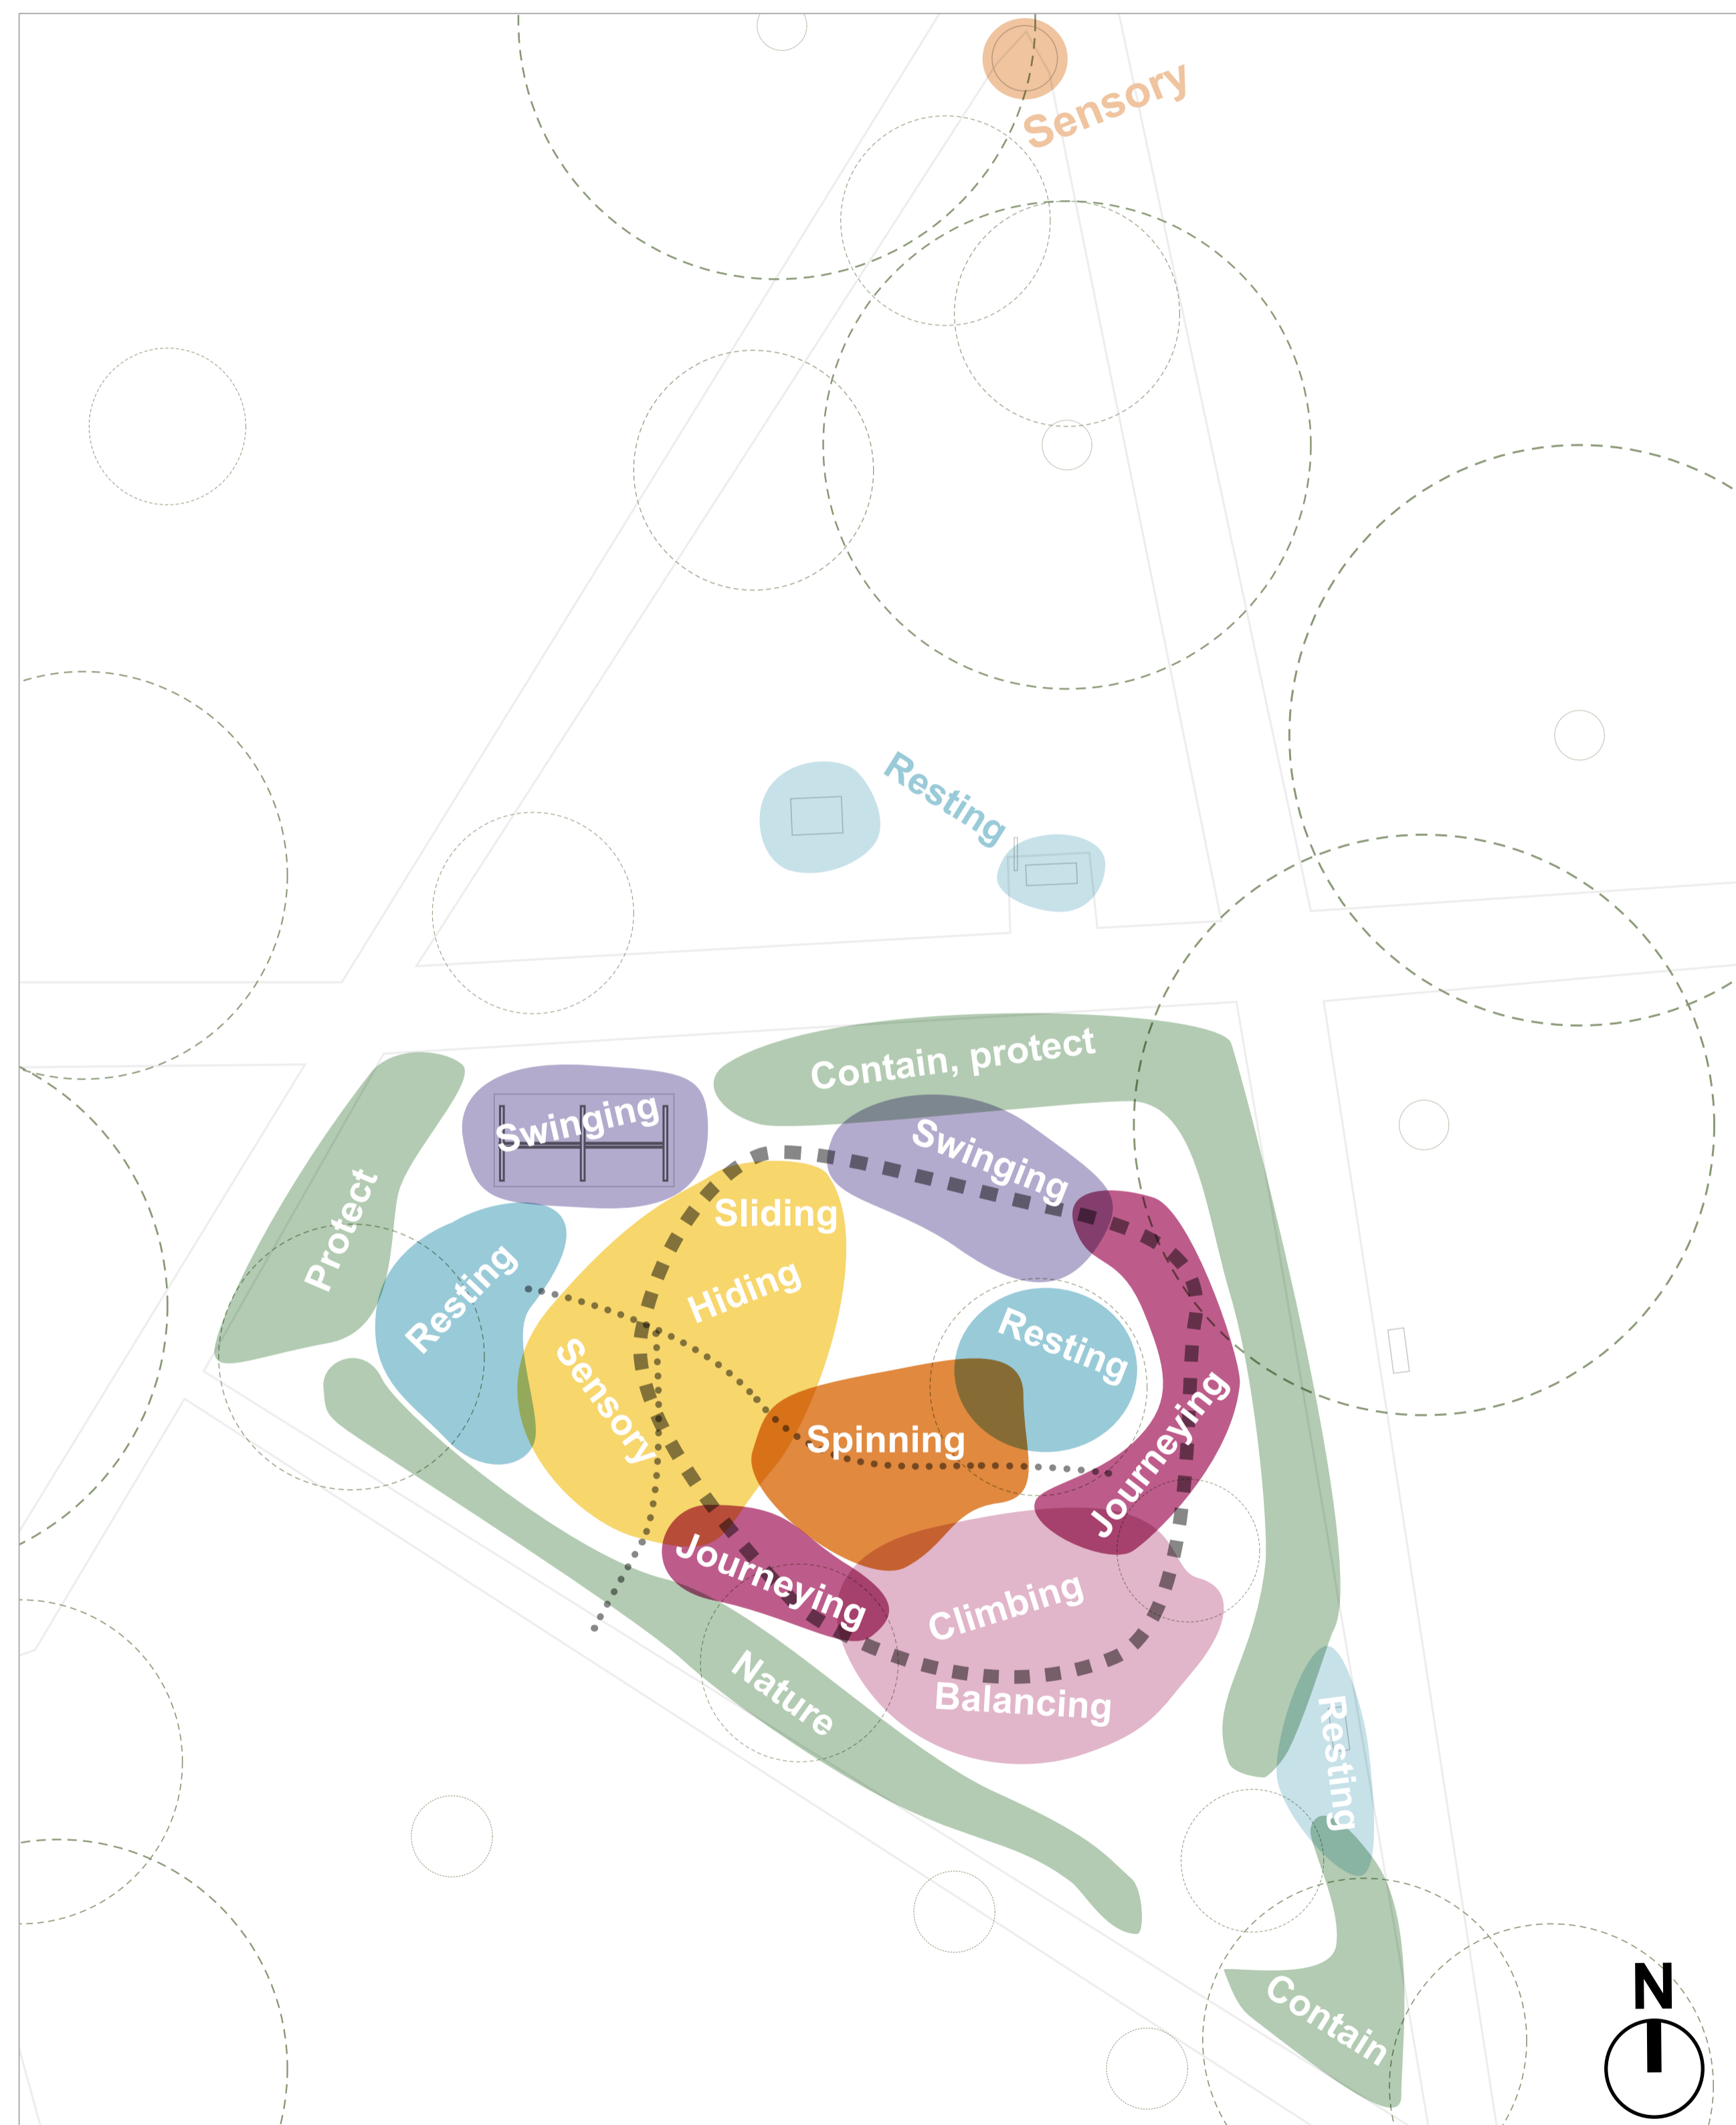 Sensory
Resting
Contain, protect
Swinging
Swinging
Protect
Sliding
Hiding
Resting
Resting
Sensory
Spinning
Journeying
Journeying
Climbing
Balancing
Nature
Resting
Contain
N